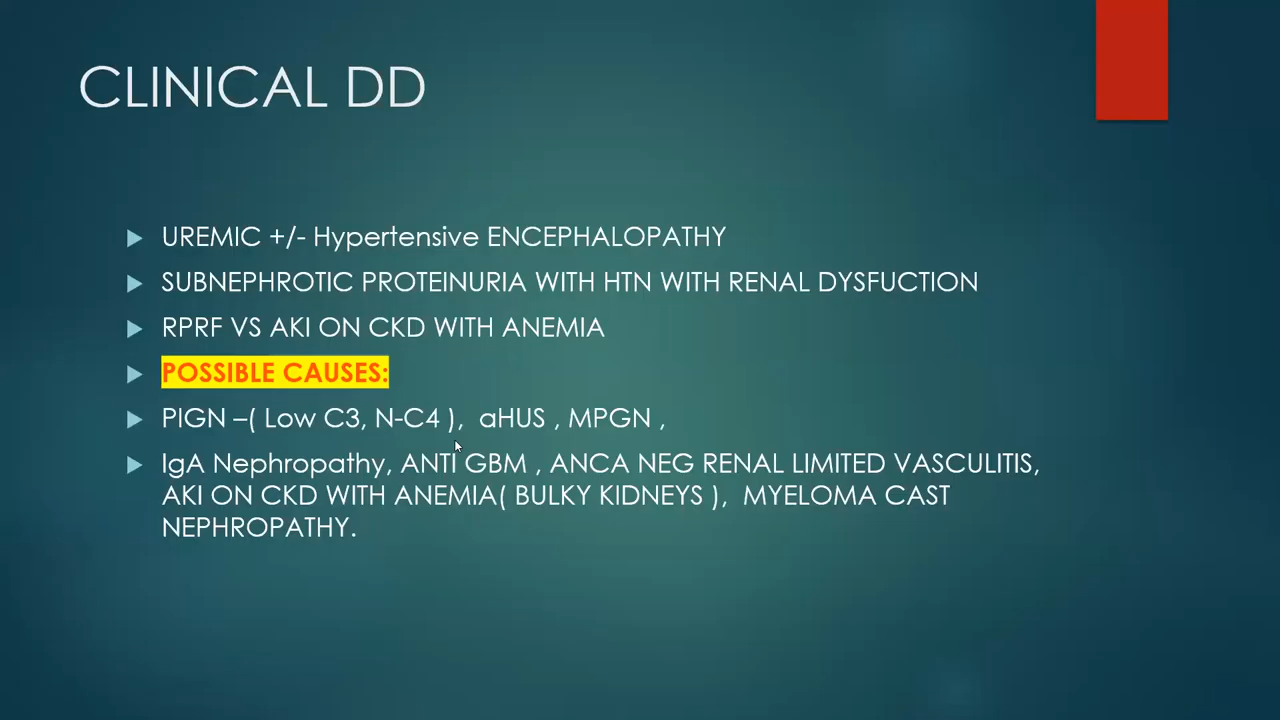 CLINICAL DD
UREMIC +/- Hypertensive ENCEPHALOPATHY
SUBNEPHROTIC PROTEINURIA WITH HTN WITH RENAL DYSFUCTION
RPRF VS AKI ON CKD WITH ANEMIA
POSSIBLE CAUSES:
PIGN –( Low C3, N-C4 ),  aHUS , MPGN ,
IgA Nephropathy, ANTI GBM , ANCA NEG RENAL LIMITED VASCULITIS,
AKI ON CKD WITH ANEMIA( BULKY KIDNEYS ),  MYELOMA CAST
NEPHROPATHY.